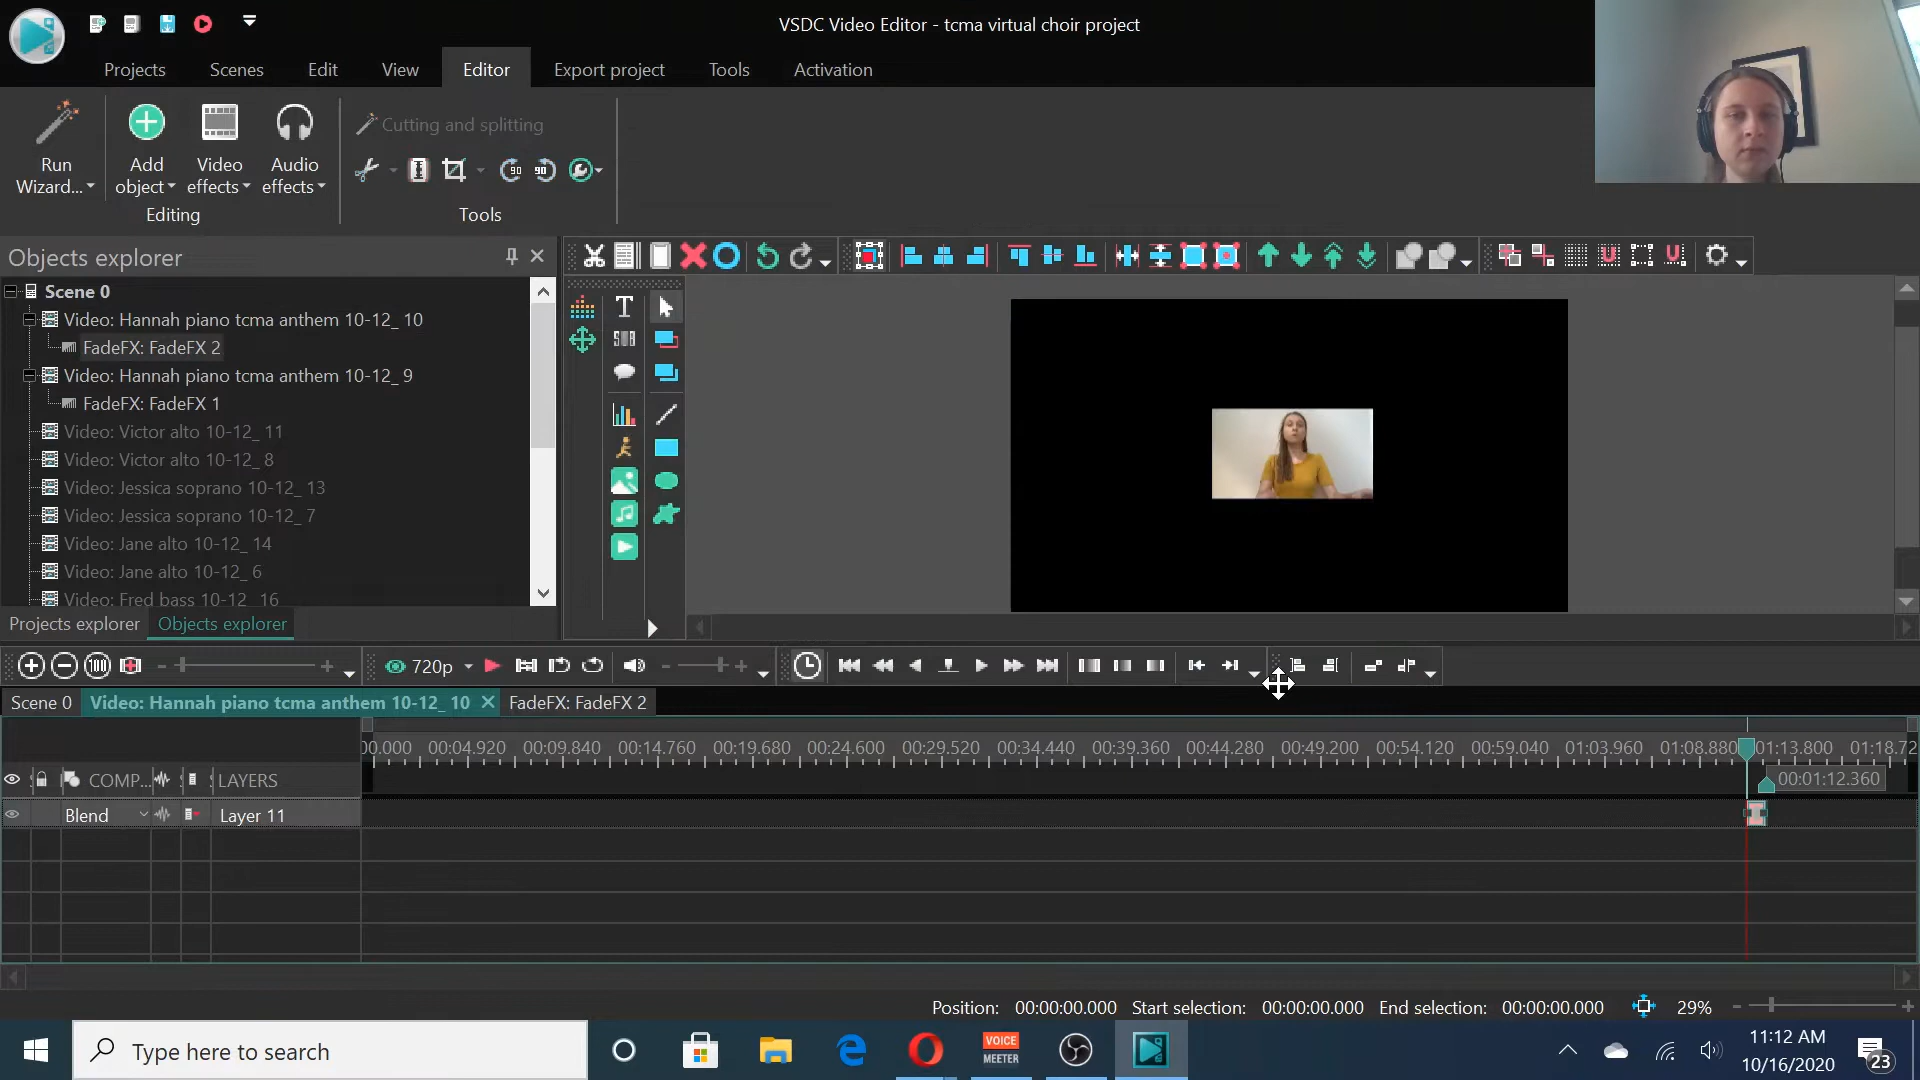 VSDC Video Editor - tcma virtual choir project
Projects Scenes Edit View Editor Export project Tools Activation
Cutting and splitting
Run Wizard...
Add object
Video effects
Audio effects
Editing
Tools
Objects explorer
Scene 0
Video: Hannah piano tcma anthem 10-12_ 10
FadeFX: FadeFX 2
Video: Hannah piano tcma anthem 10-12_ 9
FadeFX: FadeFX 1
Video: Victor alto 10-12_ 11
Video: Victor alto 10-12_ 8
Video: Jessica soprano 10-12_ 13
Video: Jessica soprano 10-12_ 7
Video: Jane alto 10-12_ 14
Video: Jane alto 10-12_ 6
Video: Fred bass 10-12_ 16
Projects explorer Objects explorer
720p
Scene 0 Video: Hannah piano tcma anthem 10-12_ 10 FadeFX: FadeFX 2
00.000 00:04.920 00:09.840 00:14.760 00:19.680 00:24.600 00:29.520 00:34.440 00:39.360 00:44.280 00:49.200 00:54.120 00:59.040 01:03.960 01:08.880 01:13.800 01:18.72
COMP... LAYERS
00:01:12.360
Blend Layer 11
Position: 00:00:00.000 Start selection: 00:00:00.000 End selection: 00:00:00.000 29%
Type here to search
VOICE
MEETER
11:12 AM
10/16/2020
23